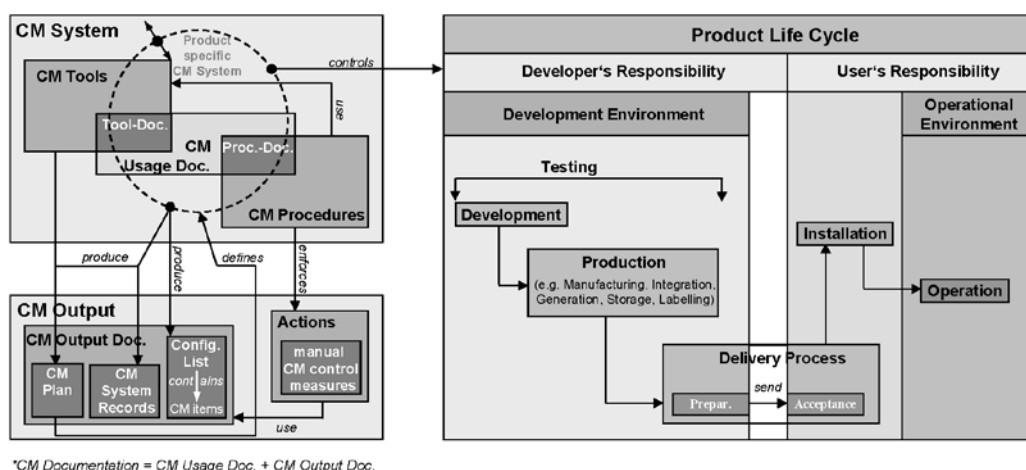 CM System
Product
specific
CM System
CM Tools
controls
use
Tool-Doc.
CM
Proc.-Doc.
Usage Doc.
CM Procedures
produce
produce
defines
enforces
CM Output
CM Output Doc.
CM
Plan
CM
System
Records
Config.
List
cont ains
CM items
Actions
manual
CM control
measures
use
*CM Documentation = CM Usage Doc. + CM Output Doc.
Product Life Cycle
Developer's Responsibility
User's Responsibility
Development Environment
Operational
Environment
Testing
Development
Production
(e.g. Manufacturing, Integration,
Generation, Storage, Labelling)
Installation
Operation
Delivery Process
Prepar.
send
Acceptance